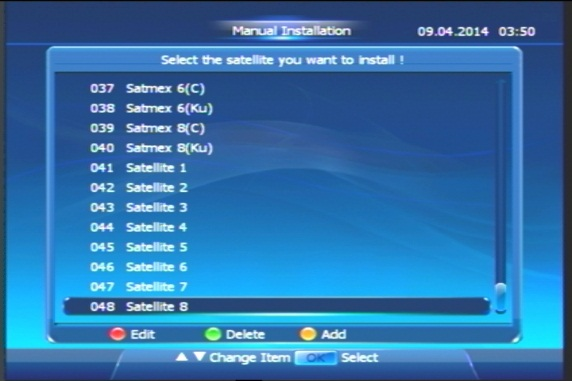 Manual Installation 09.04.2014 03:50
Select the satellite you want to install !
037 Satmex 6(C)
038 Satmex 6(Ku)
039 Satmex 8(C)
040 Satmex 8(Ku)
041 Satellite 1
042 Satellite 2
043 Satellite 3
044 Satellite 4
045 Satellite 5
046 Satellite 6
047 Satellite 7
048 Satellite 8
Edit Delete Add
▲▼ Change Item OK Select